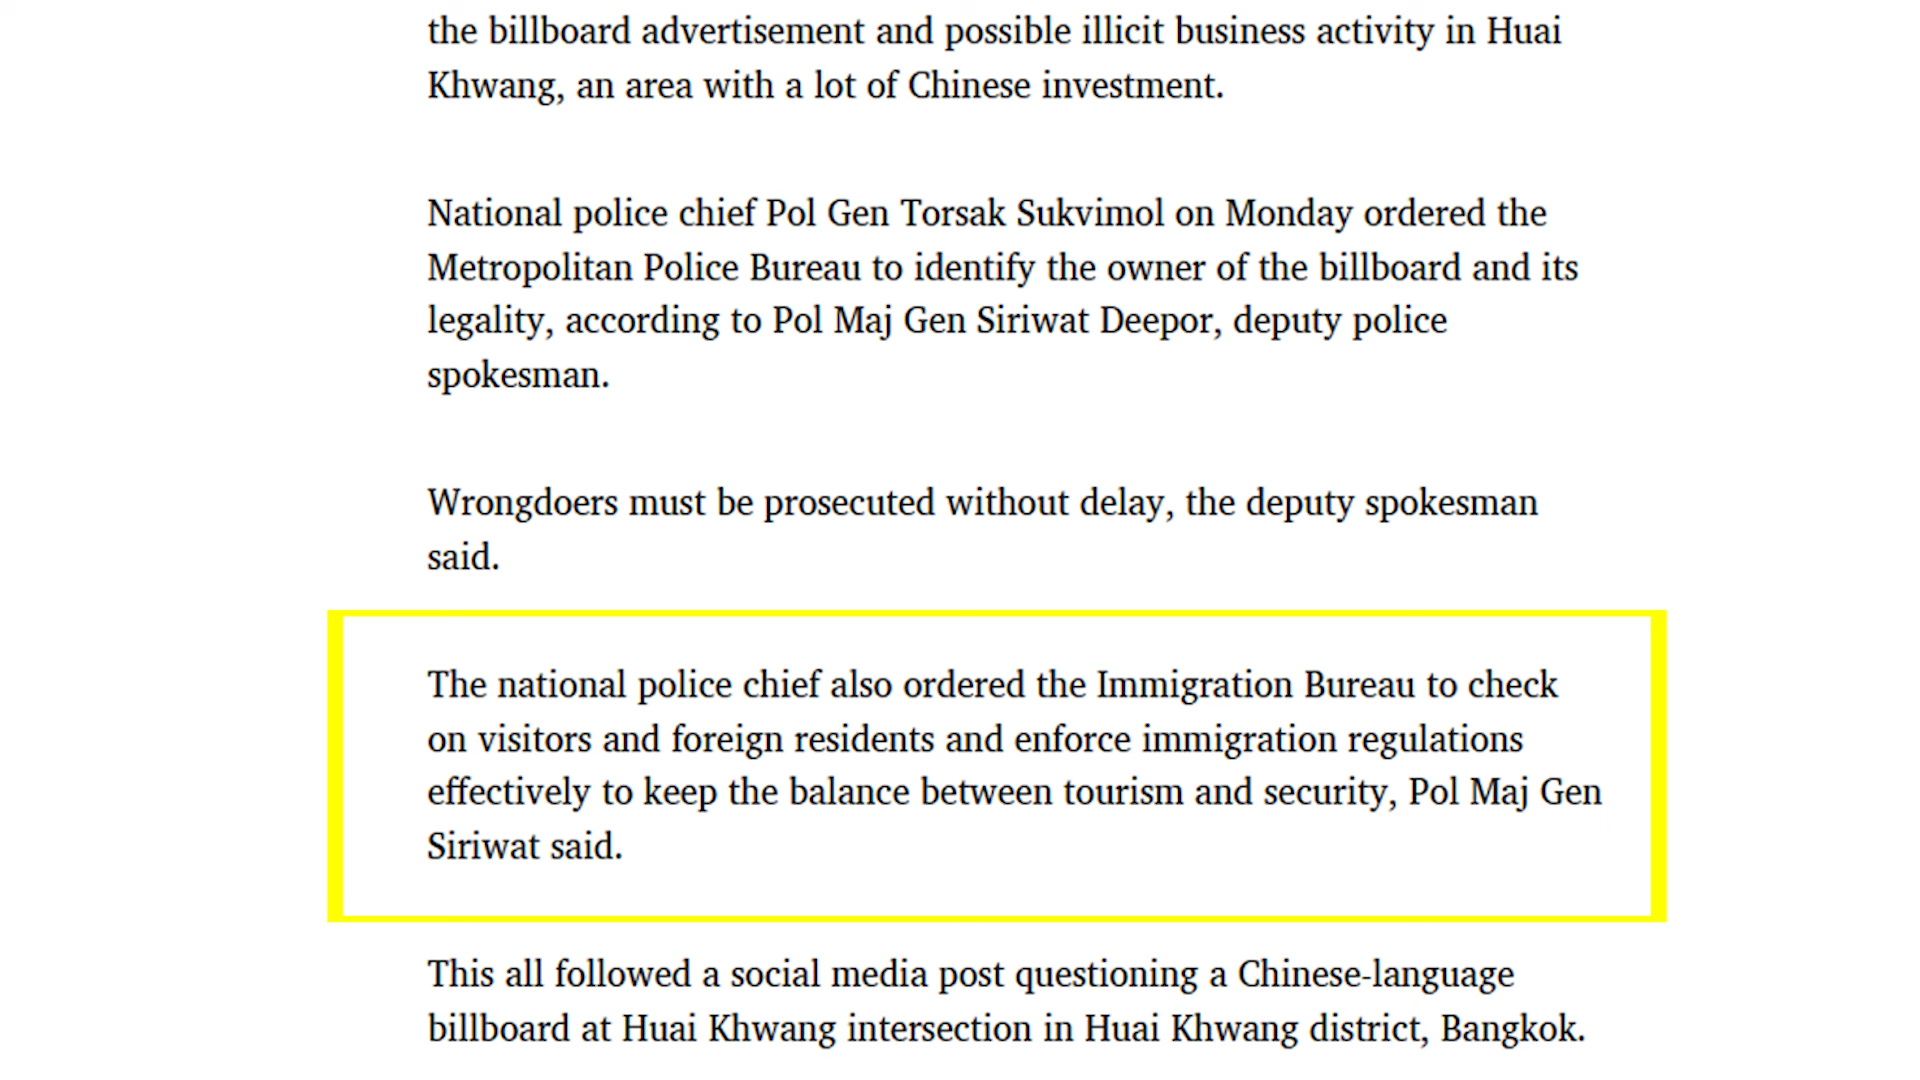 the billboard advertisement and possible illicit business activity in Huai
Khwang, an area with a lot of Chinese investment.
National police chief Pol Gen Torsak Sukvimol on Monday ordered the
Metropolitan Police Bureau to identify the owner of the billboard and its
legality, according to Pol Maj Gen Siriwat Deepor, deputy police
spokesman.
Wrongdoers must be prosecuted without delay, the deputy spokesman
said.
The national police chief also ordered the Immigration Bureau to check
on visitors and foreign residents and enforce immigration regulations
effectively to keep the balance between tourism and security, Pol Maj Gen
Siriwat said.
This all followed a social media post questioning a Chinese-language
billboard at Huai Khwang intersection in Huai Khwang district, Bangkok.